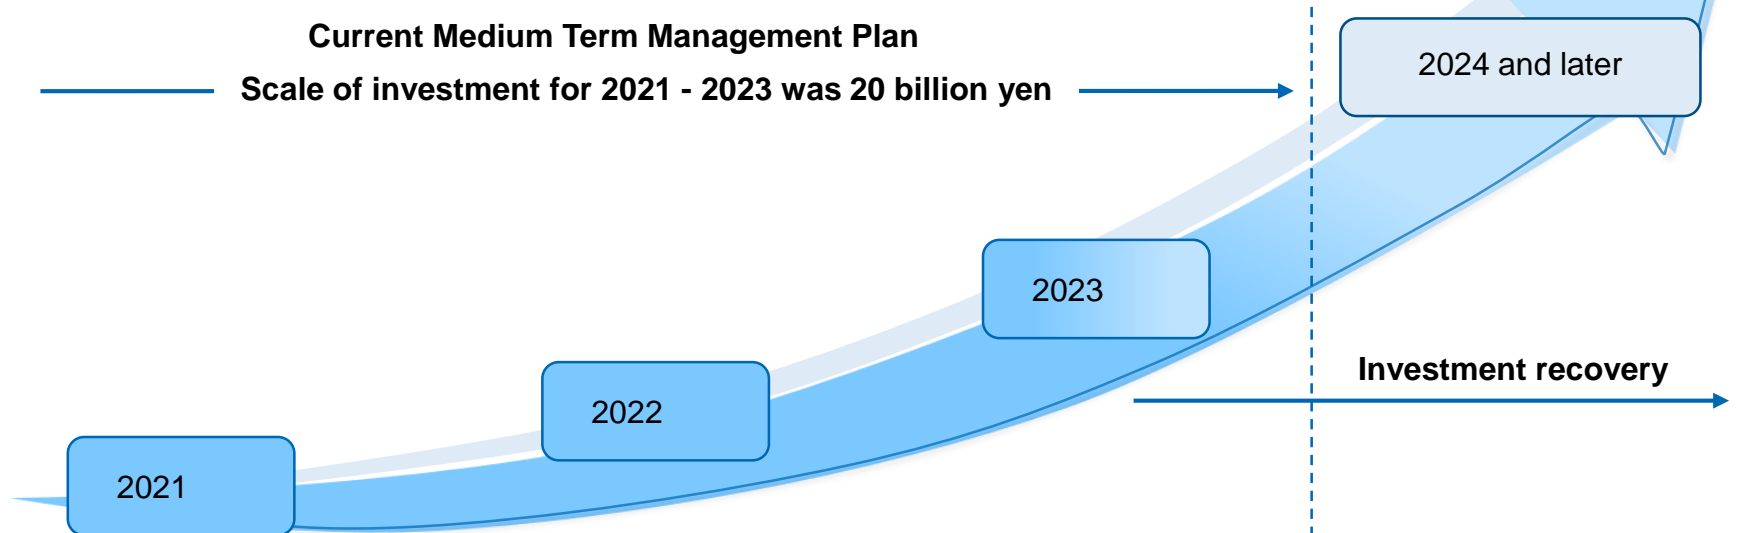 Current Medium Term Management Plan
Scale of investment for 2021 - 2023 was 20 billion yen
2024 and later
2023
Investment recovery
2022
2021